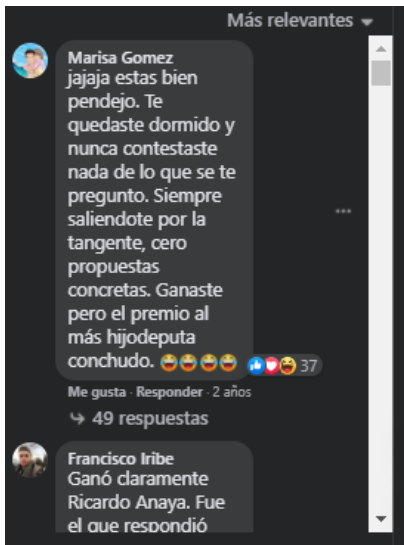 Más relevantes
Marisa Gomez
jajaja estas bien
pendejo. Te
quedaste dormido y
nunca contestaste
nada de lo que se te
pregunto. Siempre
saliendote por la
tangente, cero
propuestas
concretas. Ganaste
pero el premio al
más hijodeputa
conchudo. 😂😂😂😂 37
Me gusta · Responder · 2 años
49 respuestas
Francisco Iribe
Ganó claramente
Ricardo Anaya. Fue
el que respondió